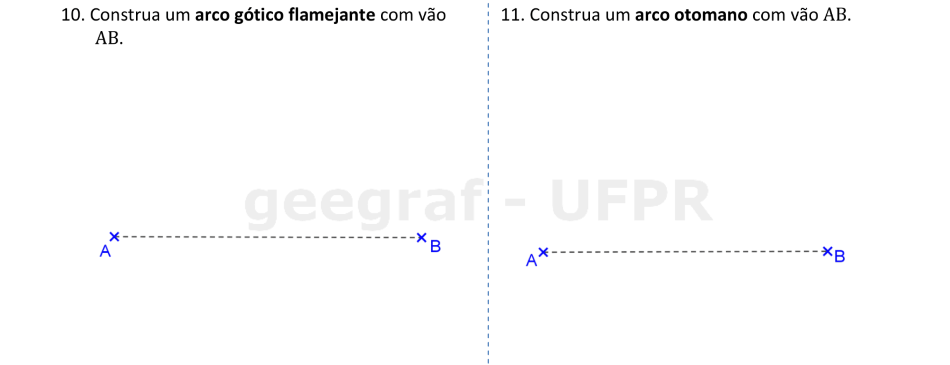 10. Construa um arco gótico flamejante com vão
AB.
A
B
11. Construa um arco otomano com vão AB.
A
B
geegraf - UFPR